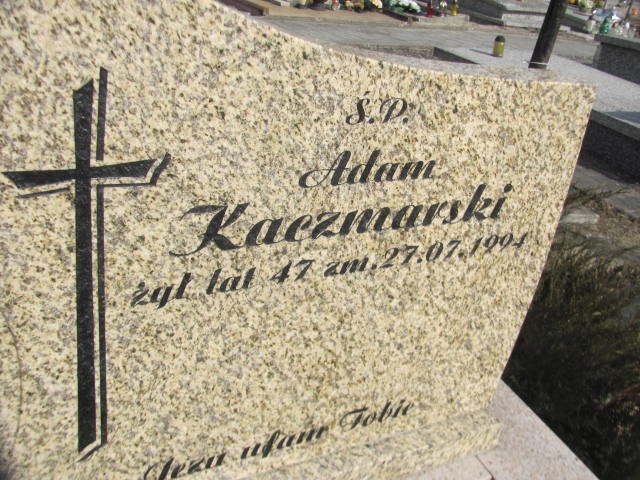 Ś.P.
Adam
Kaczmarski
żył lat 47 zm.27.07.1994
Jezu ufam Tobie